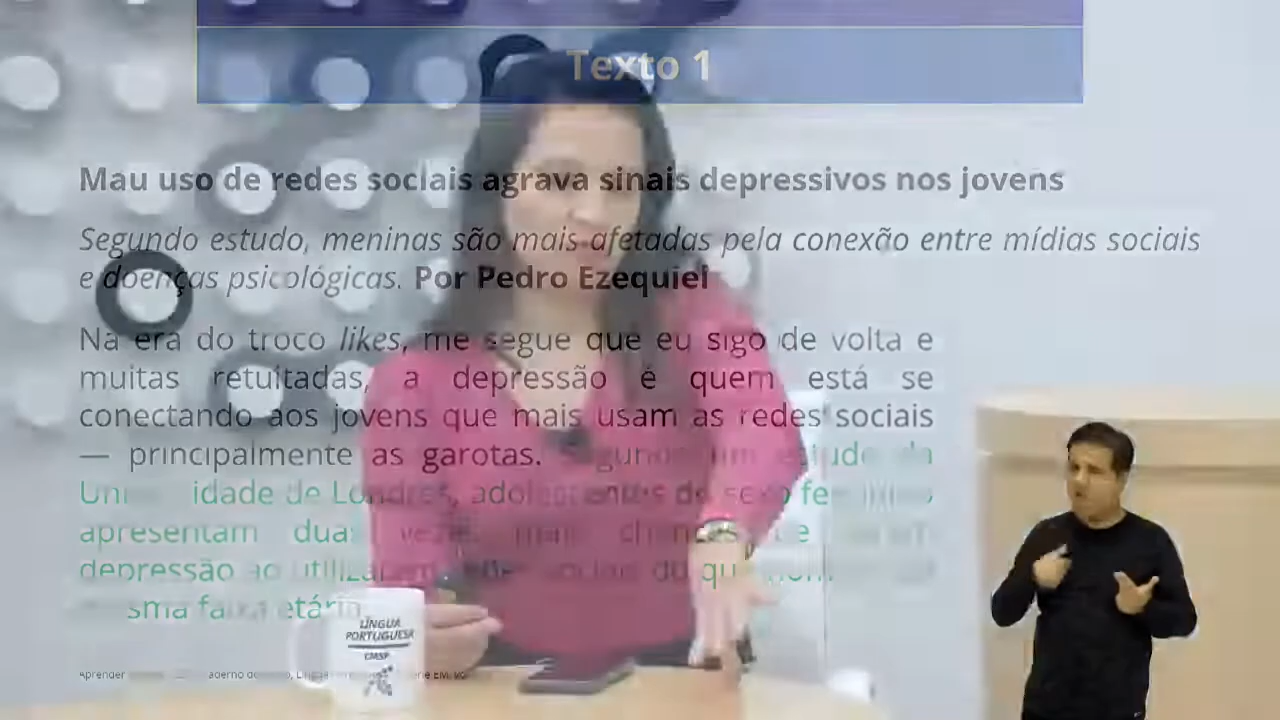 Texto 1
Mau uso de redes sociais agrava sinais depressivos nos jovens
Segundo estudo, meninas são mais afetadas pela conexão entre mídias sociais
e doenças psicológicas. Por Pedro Ezequiel
Na era do troco likes, me segue que eu sigo de volta e
muitas retuitadas, a depressão é quem está se
conectando aos jovens que mais usam as redes sociais
— principalmente as garotas. Segundo um estudo da
de Londres, adolescentes do sexo
apresentam duas vezes mais chances de
depressão ao utilizarem redes sociais do que
faixa etária.
LÍNGUA
PORTUGUESA
CMSP